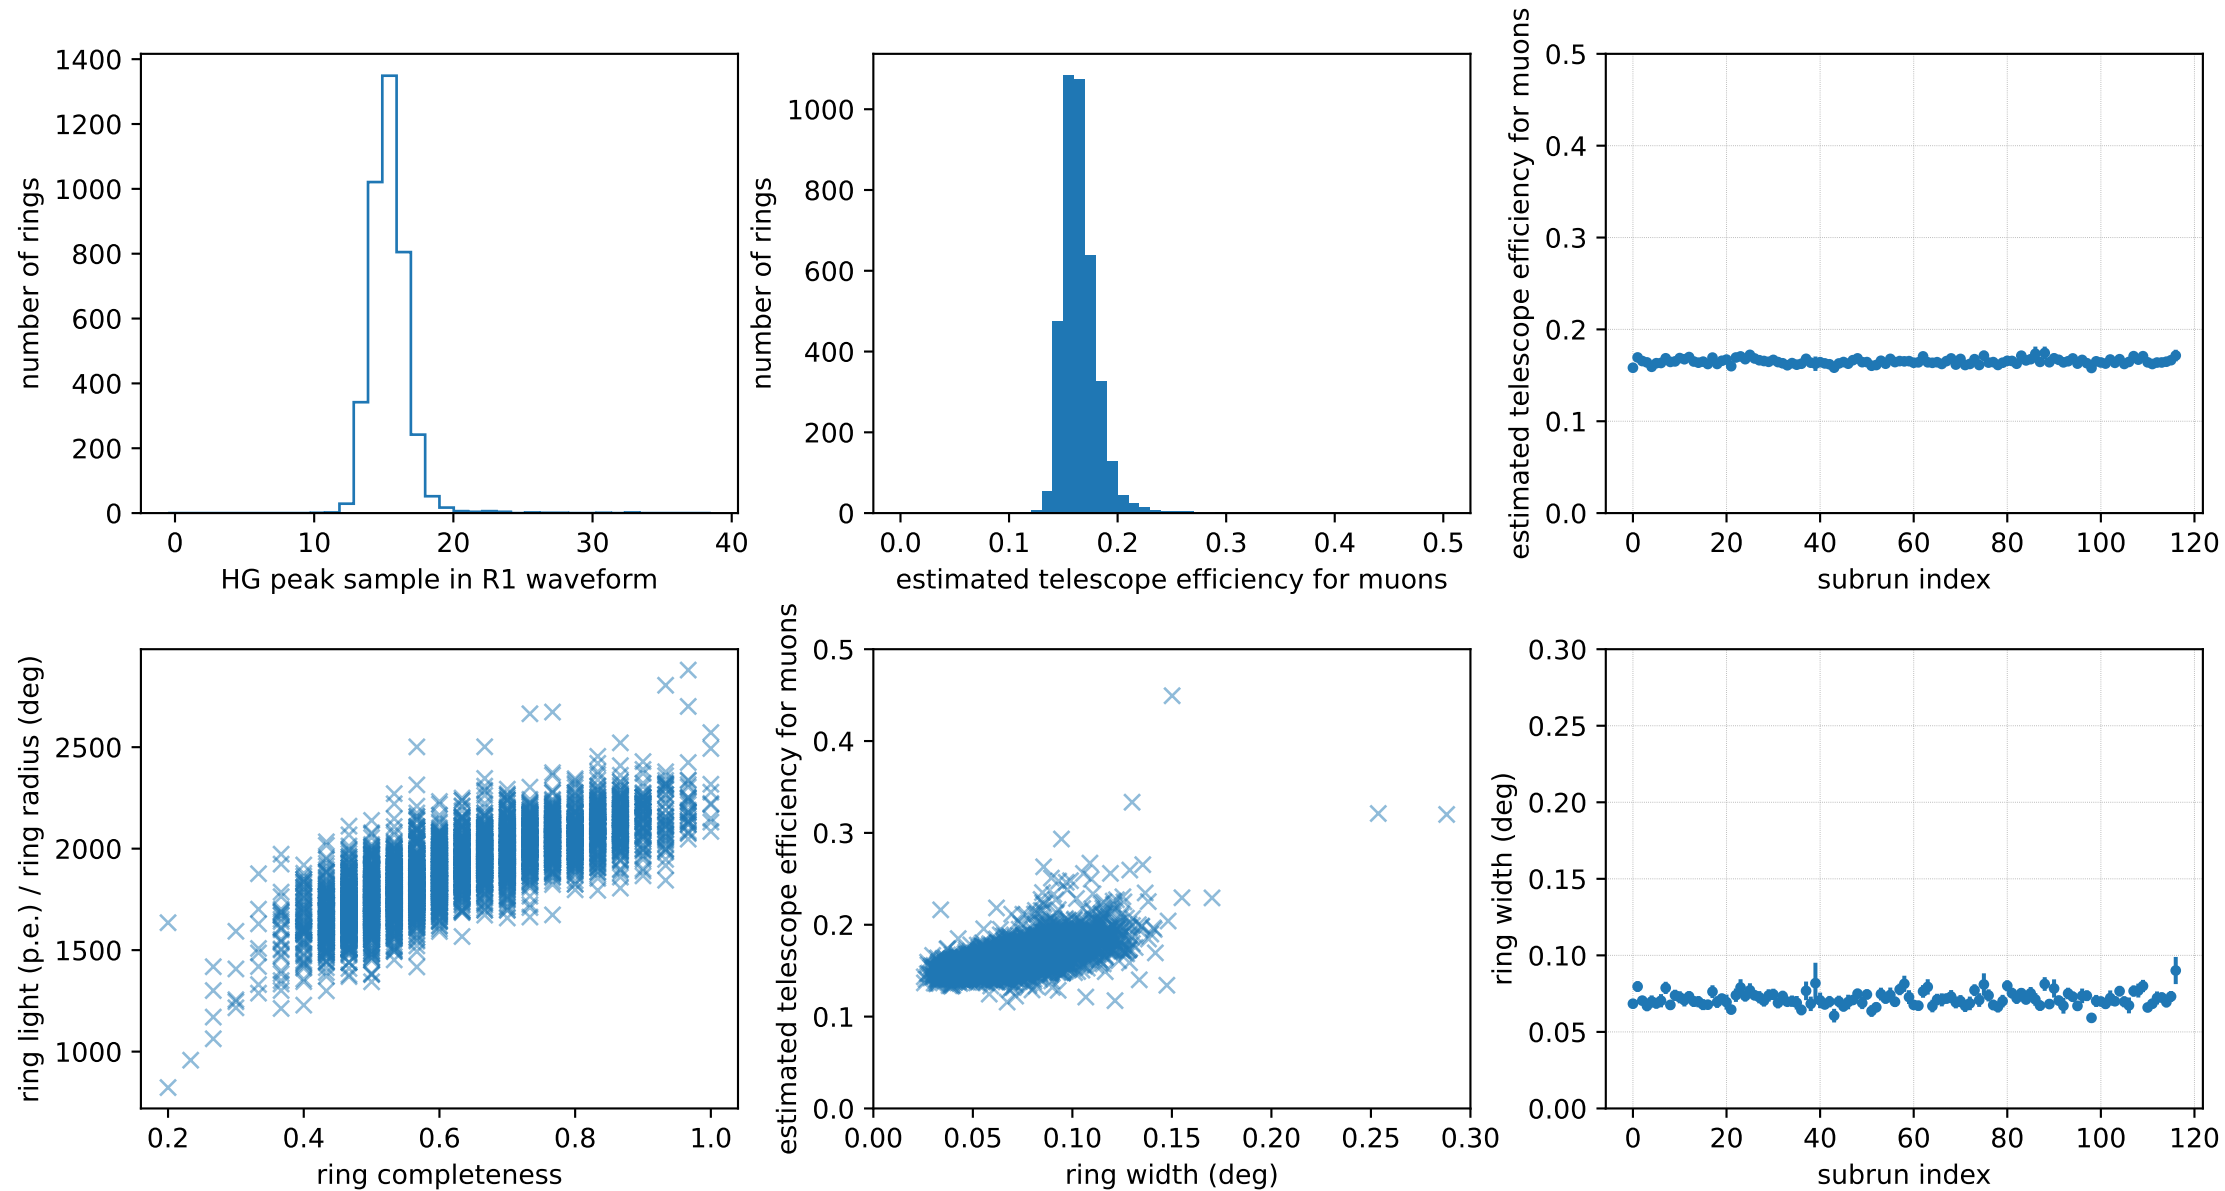 1400
1200
1000
800
600
400
200
0
number of rings
0 10 20 30 40
HG peak sample in R1 waveform
1000
800
600
400
200
0
number of rings
0.0 0.1 0.2 0.3 0.4 0.5
estimated telescope efficiency for muons
0.5
0.4
0.3
0.2
0.1
0.0
estimated telescope efficiency for muons
0 20 40 60 80 100 120
subrun index
2500
2000
1500
1000
ring light (p.e.) / ring radius (deg)
0.2 0.4 0.6 0.8 1.0
ring completeness
0.5
0.4
0.3
0.2
0.1
0.0
estimated telescope efficiency for muons
0.00 0.05 0.10 0.15 0.20 0.25 0.30
ring width (deg)
0.30
0.25
0.20
0.15
0.10
0.05
0.00
ring width (deg)
0 20 40 60 80 100 120
subrun index